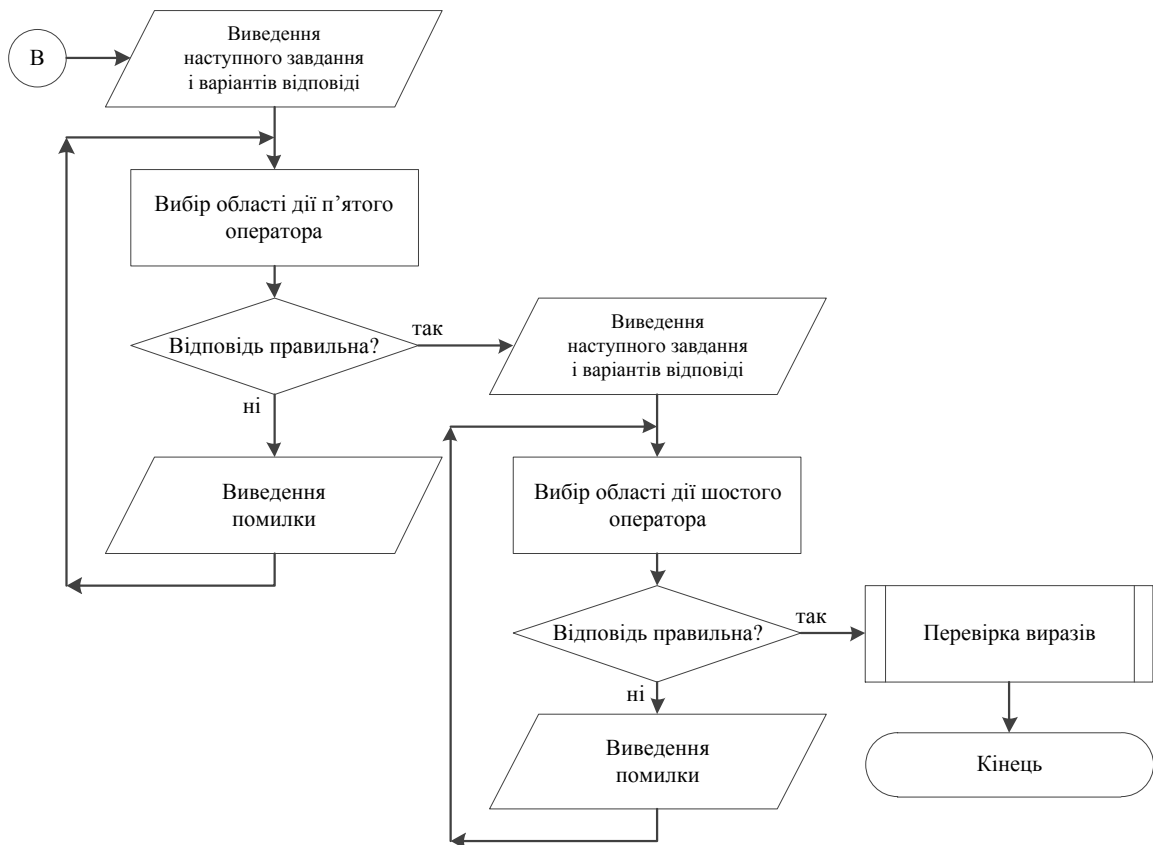 В
Виведення
наступного завдання
і варіантів відповіді
Вибір області дії п’ятого
оператора
Відповідь правильна?
так
ні
Виведення
помилки
Виведення
наступного завдання
і варіантів відповіді
Вибір області дії шостого
оператора
Відповідь правильна?
так
ні
Виведення
помилки
Перевірка виразів
Кінець